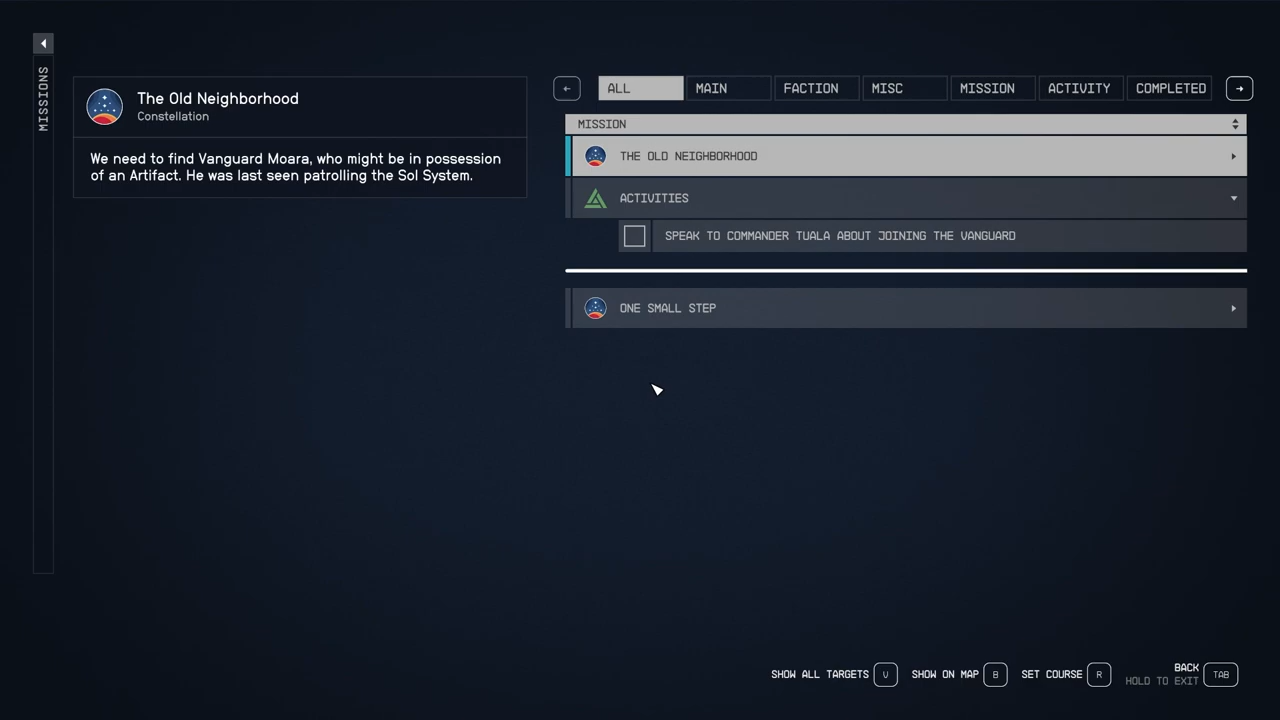 MISSIONS
The Old Neighborhood
Constellation
We need to find Vanguard Moara, who might be in possession
of an Artifact. He was last seen patrolling the Sol System.
ALL MAIN FACTION MISC MISSION ACTIVITY COMPLETED
MISSION
THE OLD NEIGHBORHOOD
ACTIVITIES
SPEAK TO COMMANDER TUALA ABOUT JOINING THE VANGUARD
ONE SMALL STEP
SHOW ALL TARGETS V SHOW ON MAP B SET COURSE R BACK TAB
HOLD TO EXIT